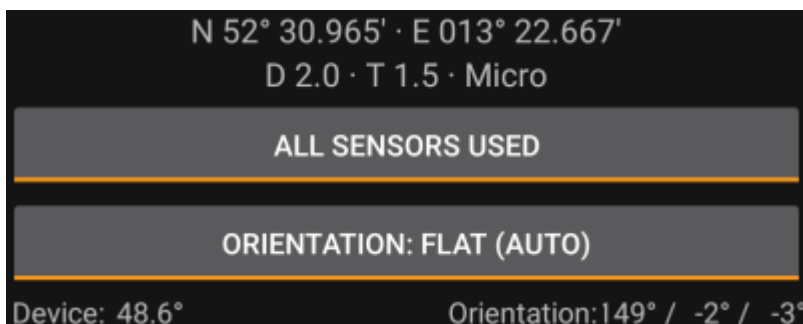 N 52° 30.965' · E 013° 22.667'
D 2.0 · T 1.5 · Micro
ALL SENSORS USED
ORIENTATION: FLAT (AUTO)
Device: 48.6° Orientation:149° / -2° / -3°